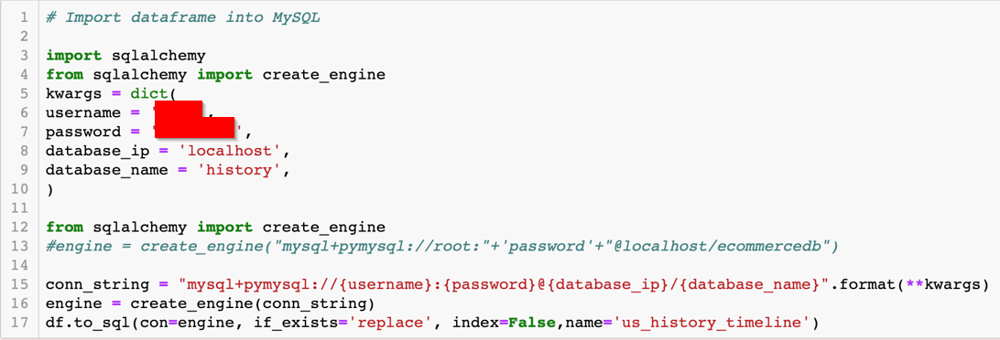 1 # Import dataframe into MySQL
2
3 import sqlalchemy
4 from sqlalchemy import create_engine
5 kwargs = dict(
6 username = ' ,
7 password = ' ',
8 database_ip = 'localhost',
9 database_name = 'history',
10 )
11
12 from sqlalchemy import create_engine
13 #engine = create_engine("mysql+pymysql://root:"+'password'+"@localhost/ecommercedb")
14
15 conn_string = "mysql+pymysql://{username}:{password}@{database_ip}/{database_name}".format(**kwargs)
16 engine = create_engine(conn_string)
17 df.to_sql(con=engine, if_exists='replace', index=False,name='us_history_timeline')